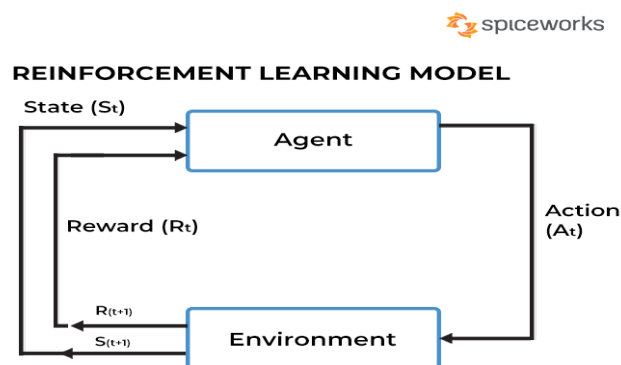 spiceworks
REINFORCEMENT LEARNING MODEL
State (St)
Agent
Reward (Rt)
Action
(At)
R(t+1)
S(t+1)
Environment